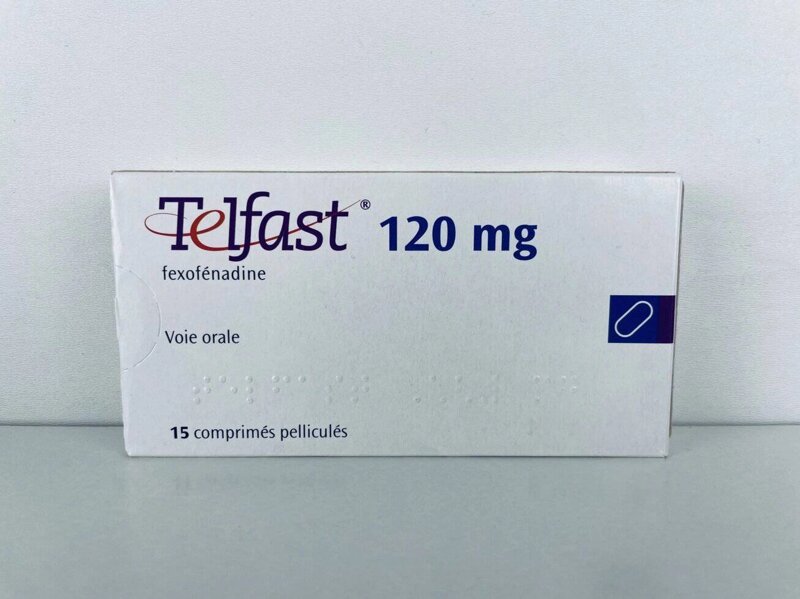 Telfast® 120 mg
fexofénadine
Voie orale
15 comprimés pelliculés